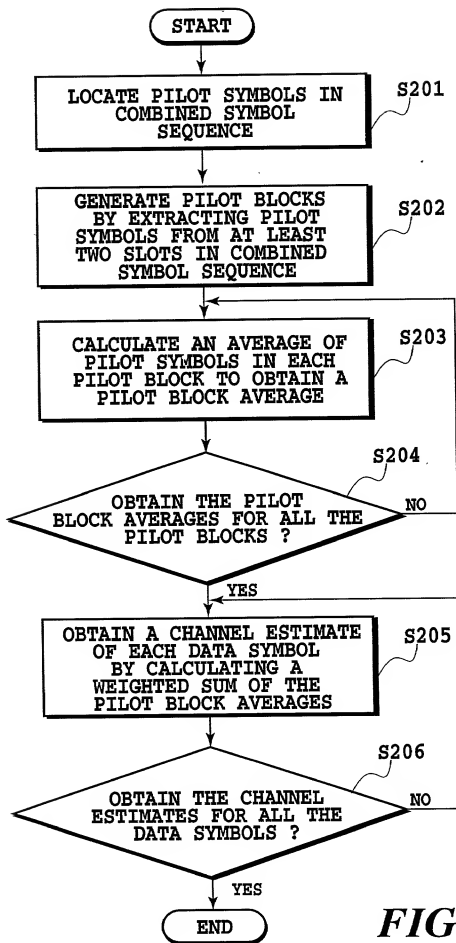 START
LOCATE PILOT SYMBOLS IN
COMBINED SYMBOL
SEQUENCE
S201
GENERATE PILOT BLOCKS
BY EXTRACTING PILOT
SYMBOLS FROM AT LEAST
TWO SLOTS IN COMBINED
SYMBOL SEQUENCE
S202
CALCULATE AN AVERAGE OF
PILOT SYMBOLS IN EACH
PILOT BLOCK TO OBTAIN A
PILOT BLOCK AVERAGE
S203
S204
OBTAIN THE PILOT
BLOCK AVERAGES FOR ALL THE
PILOT BLOCKS ?
NO
YES
OBTAIN A CHANNEL ESTIMATE
OF EACH DATA SYMBOL
BY CALCULATING A
WEIGHTED SUM OF THE
PILOT BLOCK AVERAGES
S205
S206
OBTAIN THE CHANNEL
ESTIMATES FOR ALL THE
DATA SYMBOLS ?
NO
YES
END
FIG